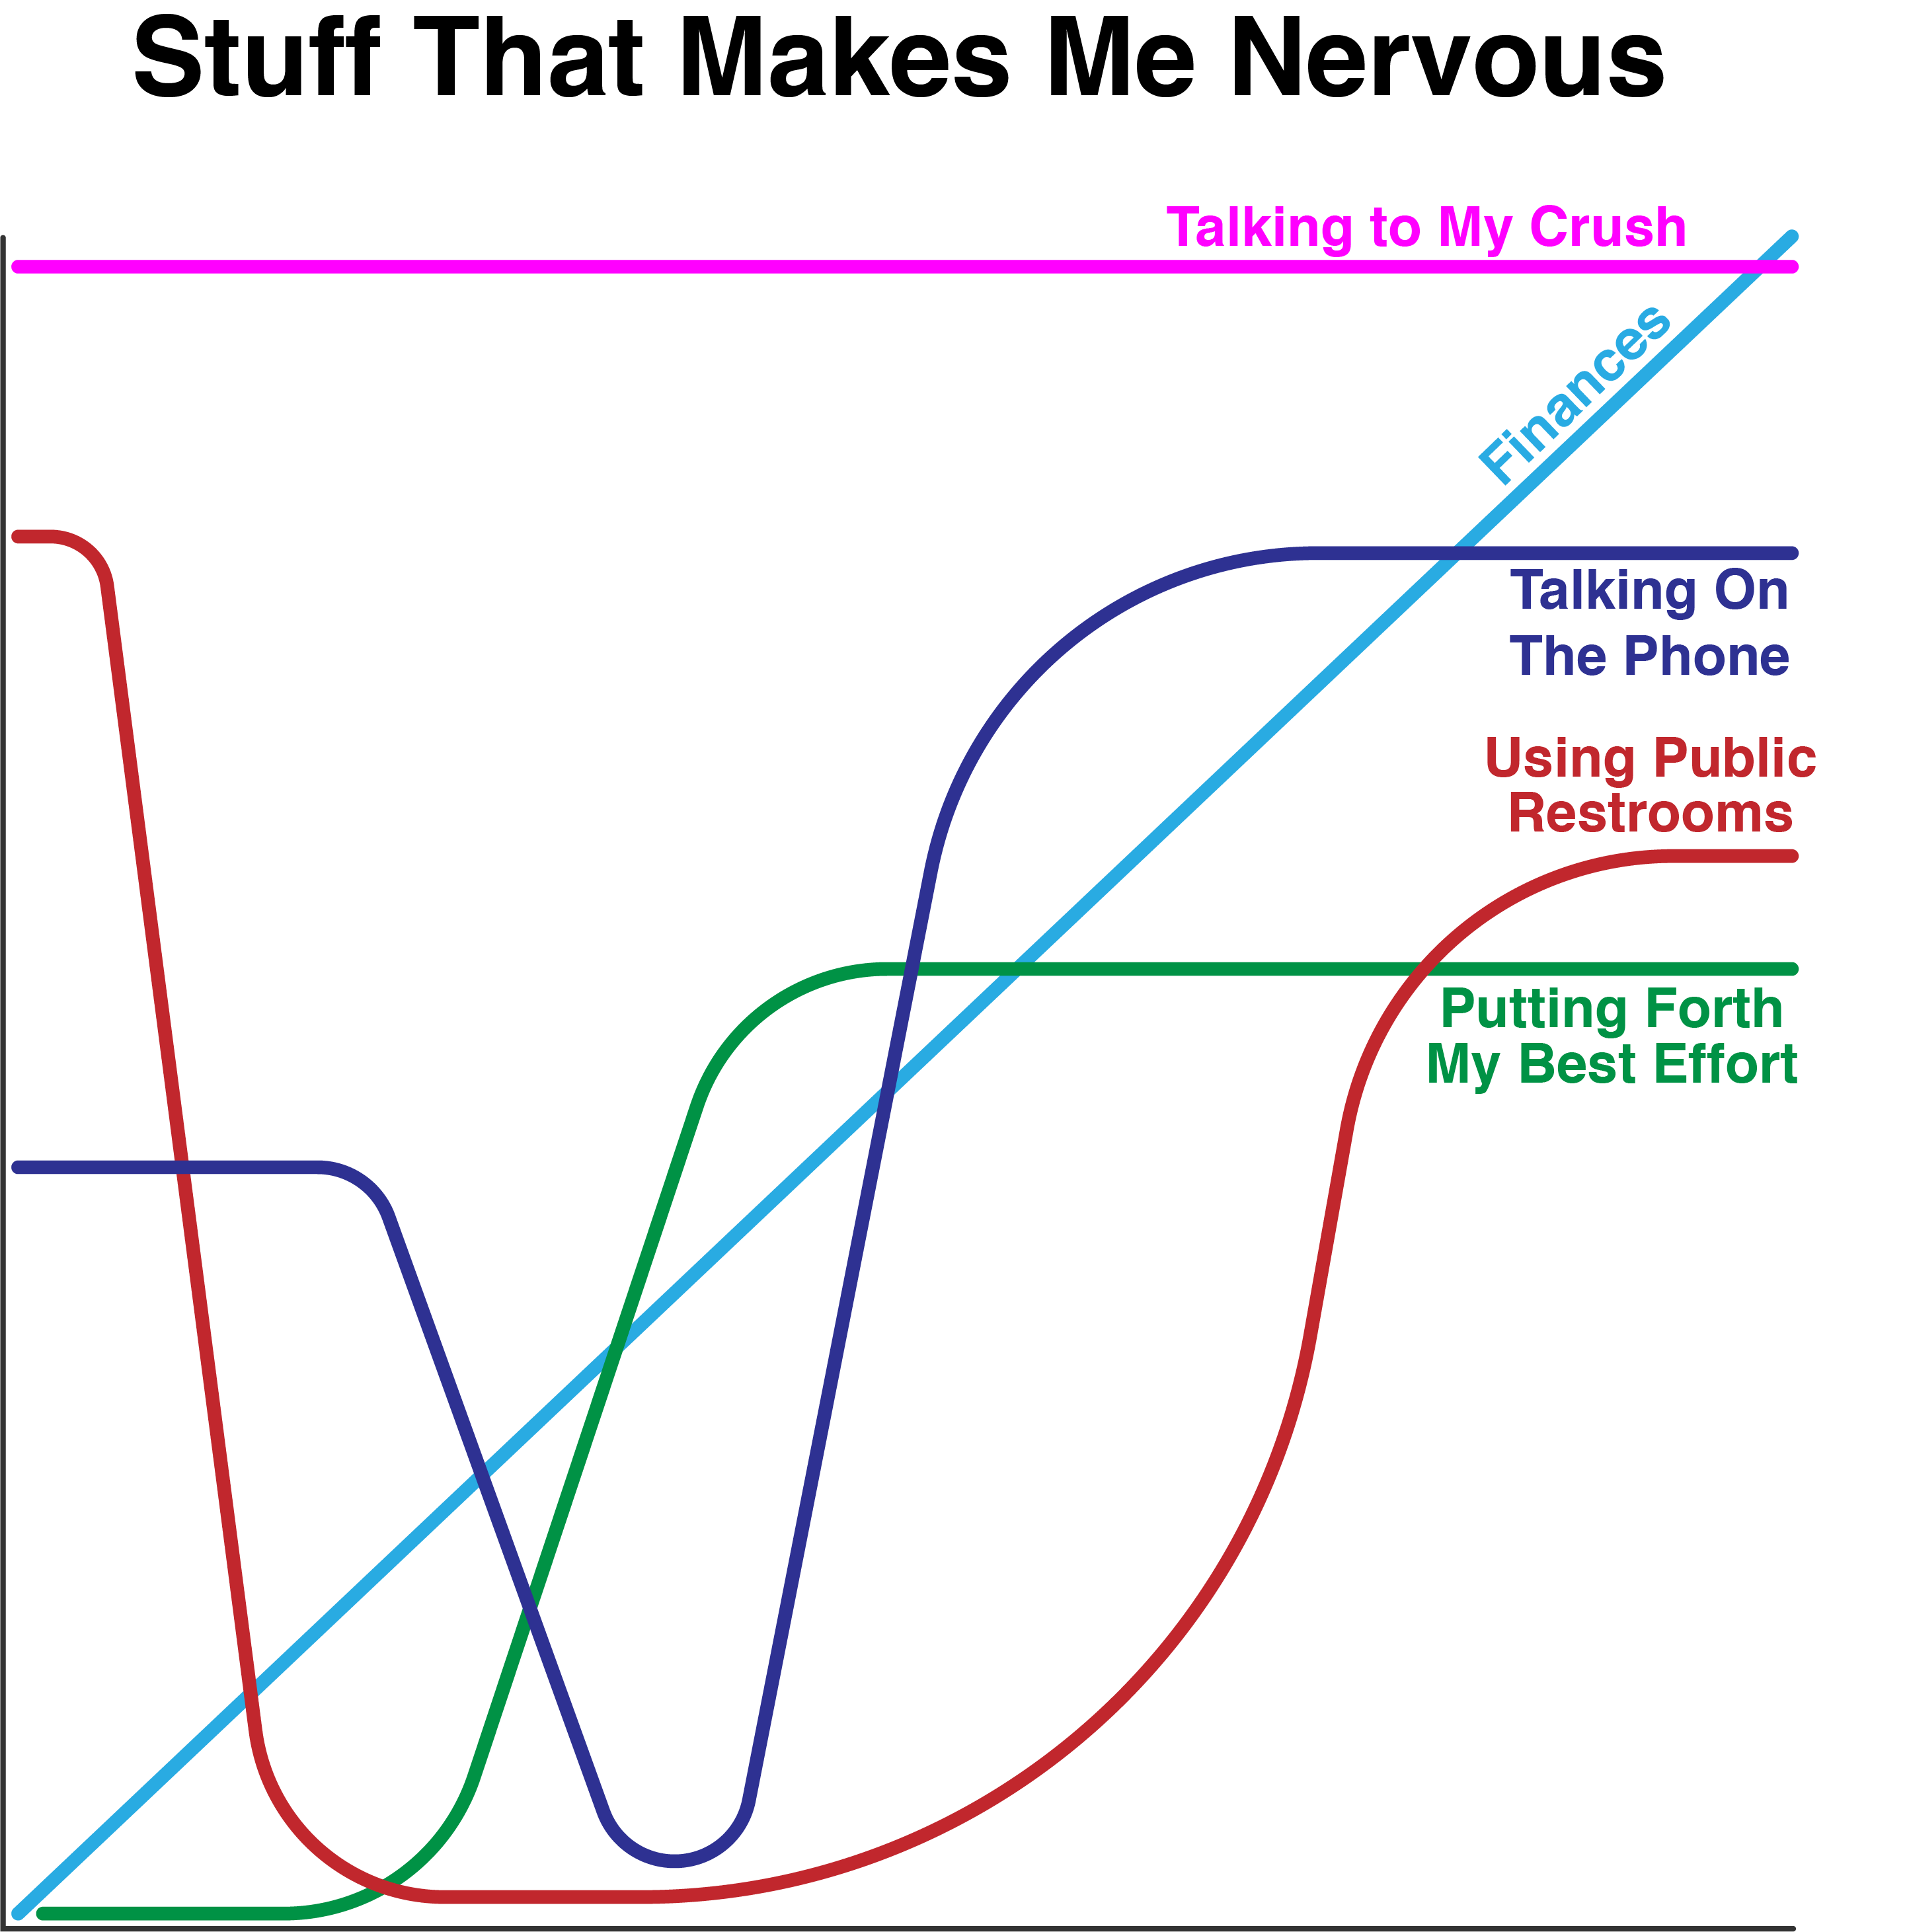 Stuff That Makes Me Nervous
Talking to My Crush
Finances
Talking On
The Phone
Using Public
Restrooms
Putting Forth
My Best Effort